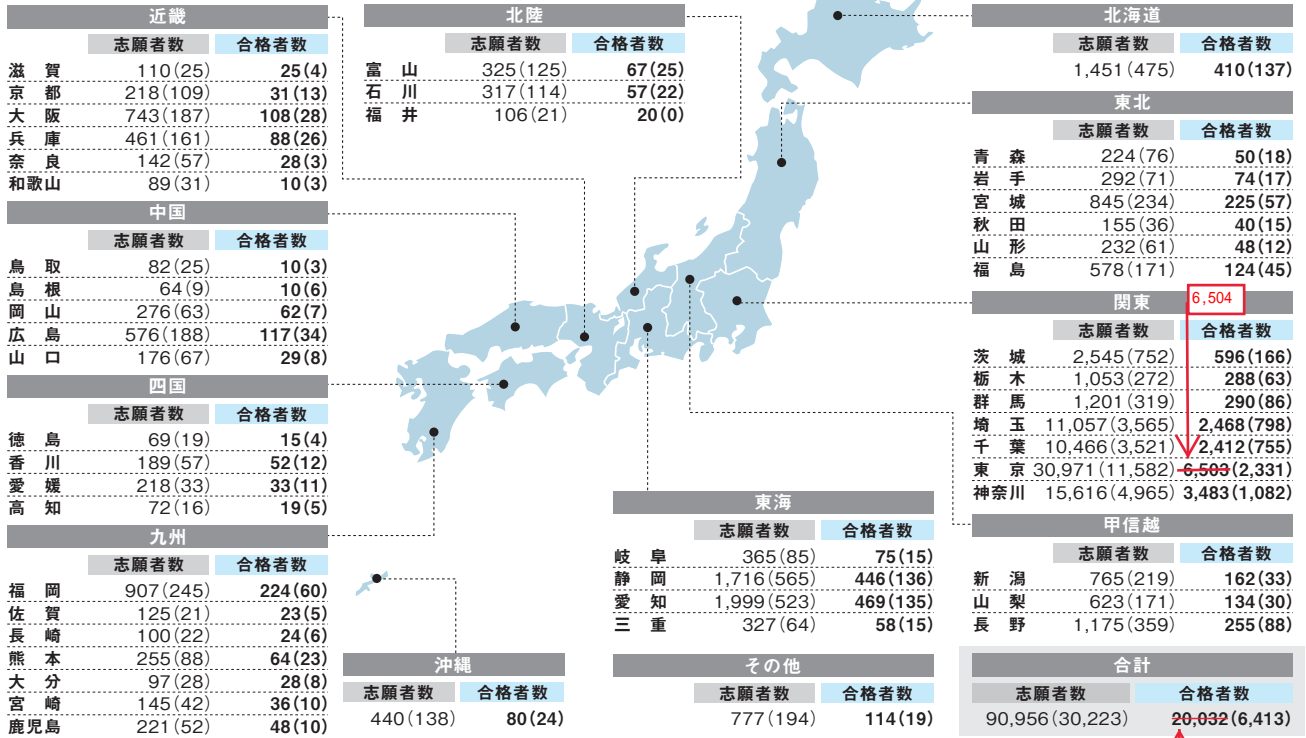 近畿
志願者数 合格者数
滋賀 110(25) 25(4)
京都 218(109) 31(13)
大阪 743(187) 108(28)
兵庫 461(161) 88(26)
奈良 142(57) 28(3)
和歌山 89(31) 10(3)
中国
志願者数 合格者数
鳥取 82(25) 10(3)
島根 64(9) 10(6)
岡山 276(63) 62(7)
広島 576(188) 117(34)
山口 176(67) 29(8)
四国
志願者数 合格者数
徳島 69(19) 15(4)
香川 189(57) 52(12)
愛媛 218(33) 33(11)
高知 72(16) 19(5)
九州
志願者数 合格者数
福岡 907(245) 224(60)
佐賀 125(21) 23(5)
長崎 100(22) 24(6)
熊本 255(88) 64(23)
大分 97(28) 28(8)
宮崎 145(42) 36(10)
鹿児島 221(52) 48(10)
北陸
志願者数 合格者数
富山 325(125) 67(25)
石川 317(114) 57(22)
福井 106(21) 20(0)
沖縄
志願者数 合格者数
440(138) 80(24)
東海
志願者数 合格者数
岐阜 365(85) 75(15)
静岡 1,716(565) 446(136)
愛知 1,999(523) 469(135)
三重 327(64) 58(15)
その他
志願者数 合格者数
777(194) 114(19)
北海道
志願者数 合格者数
1,451(475) 410(137)
東北
志願者数 合格者数
青森 224(76) 50(18)
岩手 292(71) 74(17)
宮城 845(234) 225(57)
秋田 155(36) 40(15)
山形 232(61) 48(12)
福島 578(171) 124(45)
関東
6,504
志願者数 合格者数
茨城 2,545(752) 596(166)
栃木 1,053(272) 288(63)
群馬 1,201(319) 290(86)
埼玉 11,057(3,565) 2,468(798)
千葉 10,466(3,521) 2,412(755)
東京 30,971(11,582) 6,503(2,331)
神奈川 15,616(4,965) 3,483(1,082)
甲信越
志願者数 合格者数
新潟 765(219) 162(33)
山梨 623(171) 134(30)
長野 1,175(359) 255(88)
合計
志願者数 合格者数
90,956(30,223) 20,032(6,413)